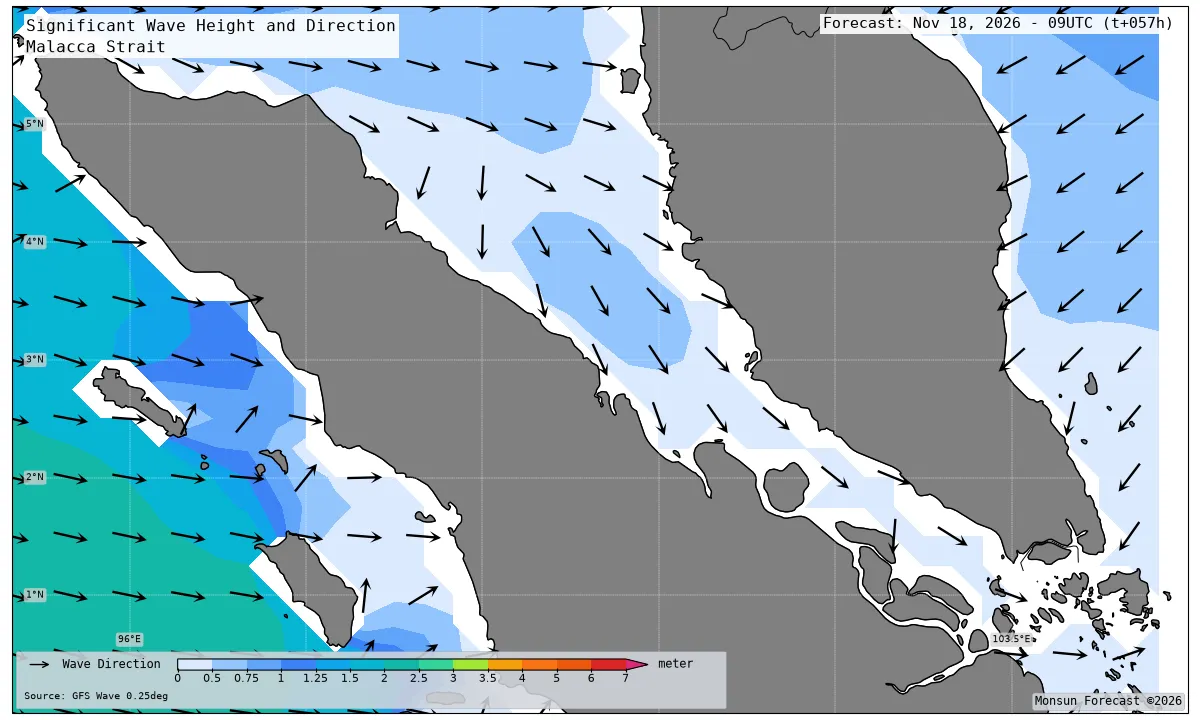 Significant Wave Height and Direction
Malacca Strait
Forecast: Nov 18, 2026 - 09UTC (t+057h)
5°N
4°N
3°N
2°N
1°N
96°E
103.5°E
Wave Direction
meter
0 0.5 0.75 1 1.25 1.5 2 2.5 3 3.5 4 5 6 7
Source: GFS Wave 0.25deg
Monsun Forecast ©2026